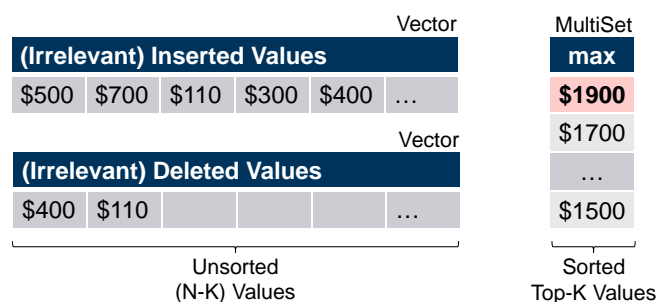 Vector
(Irrelevant) Inserted Values
$500 $700 $110 $300 $400 …
Vector
(Irrelevant) Deleted Values
$400 $110 …
Unsorted
(N-K) Values
MultiSet
max
$1900
$1700
…
$1500
Sorted
Top-K Values